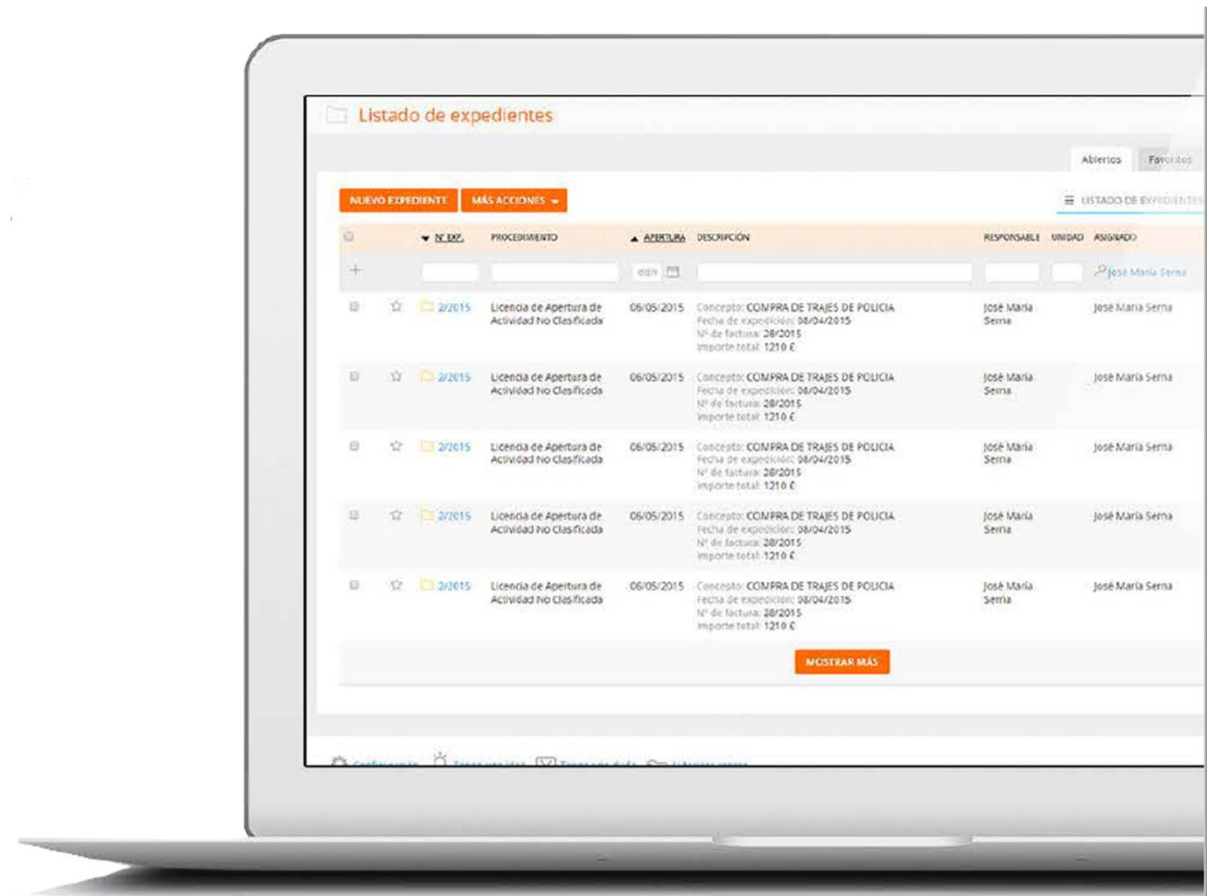 Listado de expedientes
Abiertos Favoritos
NUEVO EXPEDIENTE MÁS ACCIONES LISTADO DE EXPEDIENTES
Nº EXP. PROCEDIMIENTO APERTURA DESCRIPCIÓN RESPONSABLE UNIDAD ASIGNADO
José María Serna
2/2015 Licencia de Apertura de 06/05/2015 Concepto: COMPRA DE TRAJES DE POLICIA José María José María Serna
Actividad No Clasificada Fecha de expedición: 08/04/2015 Serna
Nº de factura: 28/2015
Importe total: 1210 €
2/2015 Licencia de Apertura de 06/05/2015 Concepto: COMPRA DE TRAJES DE POLICIA José María José María Serna
Actividad No Clasificada Fecha de expedición: 08/04/2015 Serna
Nº de factura: 28/2015
Importe total: 1210 €
2/2015 Licencia de Apertura de 06/05/2015 Concepto: COMPRA DE TRAJES DE POLICIA José María José María Serna
Actividad No Clasificada Fecha de expedición: 08/04/2015 Serna
Nº de factura: 28/2015
Importe total: 1210 €
2/2015 Licencia de Apertura de 06/05/2015 Concepto: COMPRA DE TRAJES DE POLICIA José María José María Serna
Actividad No Clasificada Fecha de expedición: 08/04/2015 Serna
Nº de factura: 28/2015
Importe total: 1210 €
2/2015 Licencia de Apertura de 06/05/2015 Concepto: COMPRA DE TRAJES DE POLICIA José María José María Serna
Actividad No Clasificada Fecha de expedición: 08/04/2015 Serna
Nº de factura: 28/2015
Importe total: 1210 €
MOSTRAR MÁS